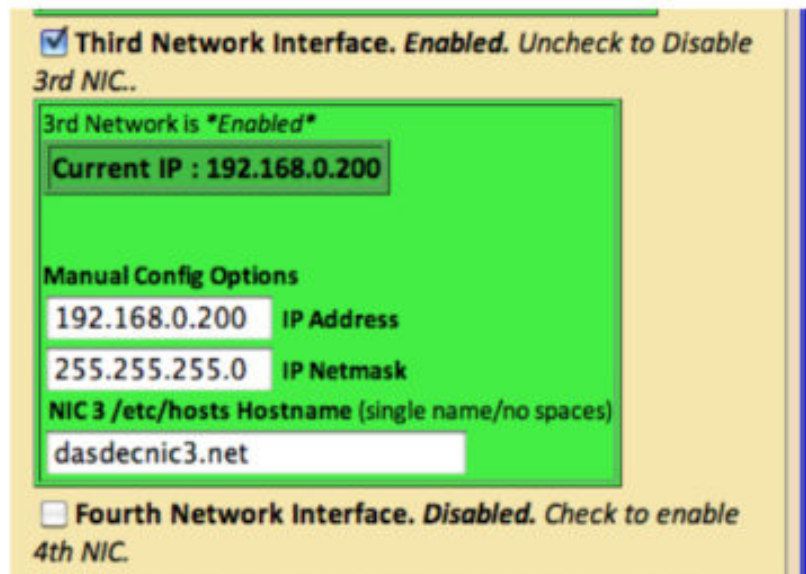 Third Network Interface. Enabled. Uncheck to Disable
3rd NIC..
3rd Network is *Enabled*
Current IP : 192.168.0.200
Manual Config Options
192.168.0.200 IP Address
255.255.255.0 IP Netmask
NIC 3 /etc/hosts Hostname (single name/no spaces)
dasdecnic3.net
Fourth Network Interface. Disabled. Check to enable
4th NIC.